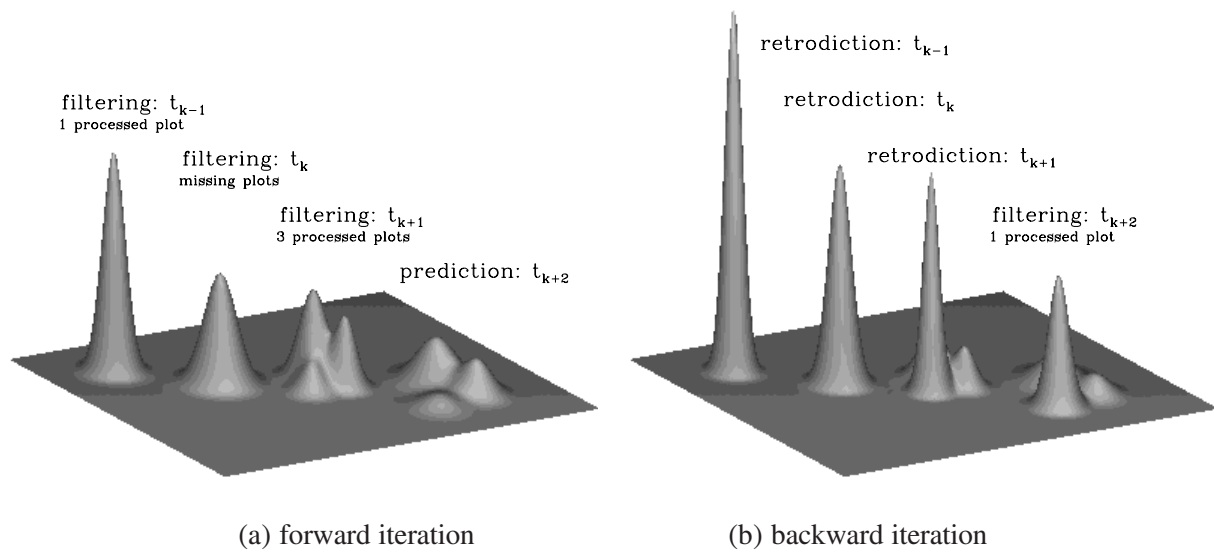 filtering: t_{k-1}
1 processed plot
filtering: t_k
missing plots
filtering: t_{k+1}
3 processed plots
prediction: t_{k+2}
(a) forward iteration
retrodiction: t_{k-1}
retrodiction: t_k
retrodiction: t_{k+1}
filtering: t_{k+2}
1 processed plot
(b) backward iteration